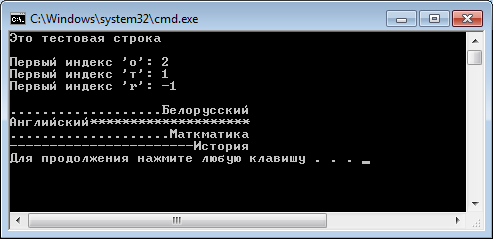 C:\Windows\system32\cmd.exe
Это тестовая строка
Первый индекс 'о': 2
Первый индекс 'т': 1
Первый индекс 'r': -1
...................Белорусский
Английский********************
....................Маткматика
-----------------------История
Для продолжения нажмите любую клавишу . . . _